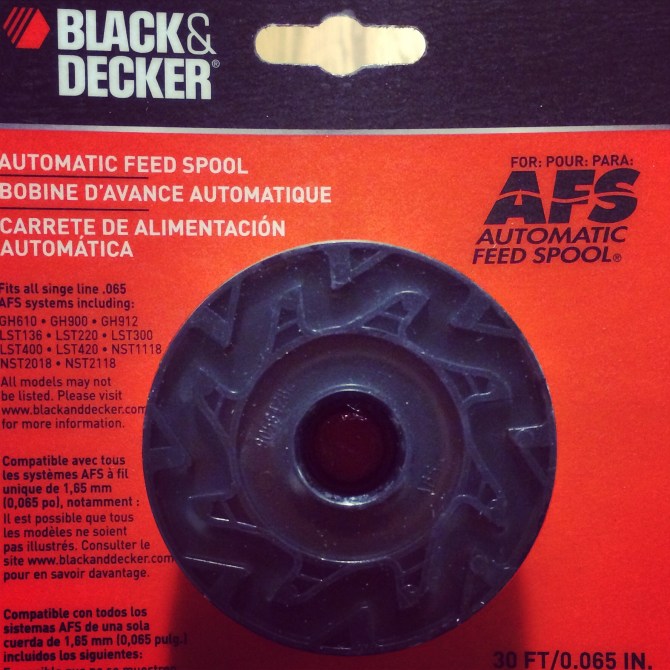 BLACK&
DECKER®
AUTOMATIC FEED SPOOL
BOBINE D'AVANCE AUTOMATIQUE
CARRETE DE ALIMENTACIÓN
AUTOMÁTICA
FOR: POUR: PARA:
AFS
AUTOMATIC
FEED SPOOL®
Fits all singe line .065
AFS systems including:
GH610 • GH900 • GH912
LST136 • LST220 • LST300
LST400 • LST420 • NST1118
NST2018 • NST2118
All models may not
be listed. Please visit
www.blackanddecker.com
for more information.
Compatible avec tous
les systèmes AFS à fil
unique de 1,65 mm
(0,065 po), notamment :
Il est possible que tous
les modèles ne soient
pas illustrés. Consulter le
site www.blackanddecker.com
pour en savoir davantage.
Compatible con todos los
sistemas AFS de una sola
cuerda de 1,65 mm (0,065 pulg.)
incluidos los siguientes:
30 FT/0.065 IN.